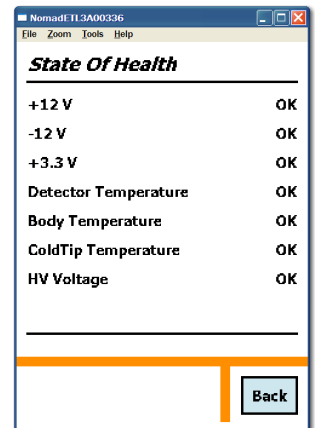 NomadETL3A00336
File Zoom Tools Help
State Of Health
+12 V OK
-12 V OK
+3.3 V OK
Detector Temperature OK
Body Temperature OK
ColdTip Temperature OK
HV Voltage OK
Back